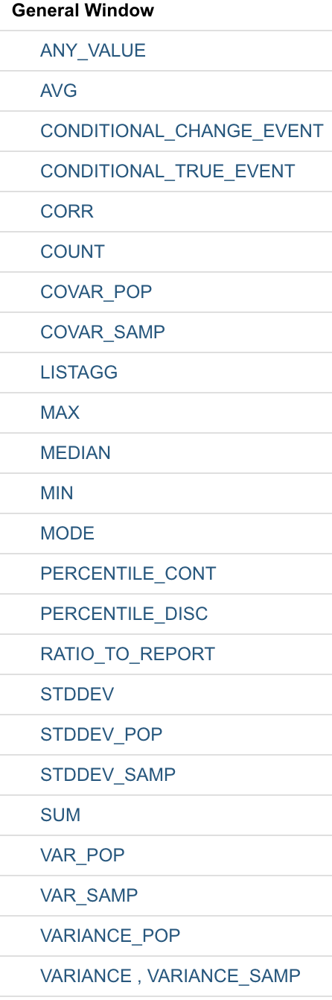 General Window
ANY_VALUE
AVG
CONDITIONAL_CHANGE_EVENT
CONDITIONAL_TRUE_EVENT
CORR
COUNT
COVAR_POP
COVAR_SAMP
LISTAGG
MAX
MEDIAN
MIN
MODE
PERCENTILE_CONT
PERCENTILE_DISC
RATIO_TO_REPORT
STDDEV
STDDEV_POP
STDDEV_SAMP
SUM
VAR_POP
VAR_SAMP
VARIANCE_POP
VARIANCE , VARIANCE_SAMP